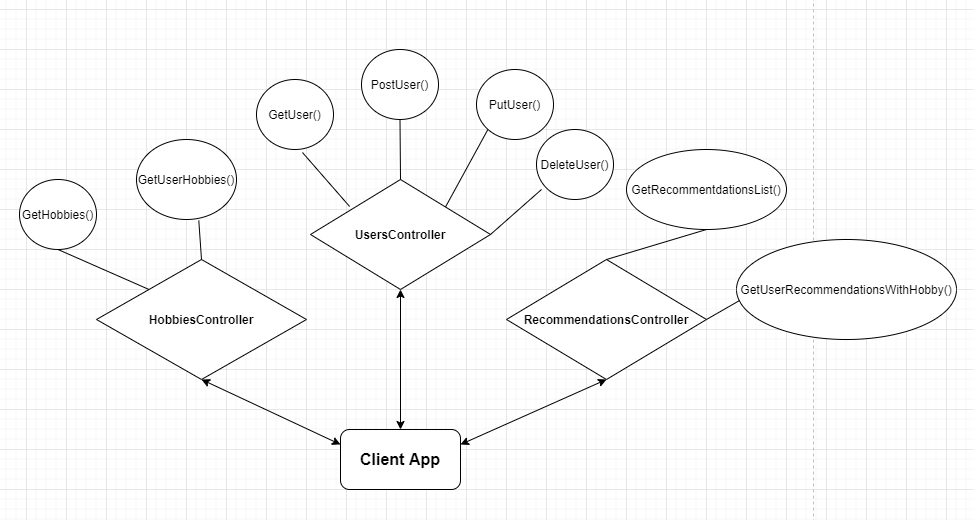 PostUser()
GetUser()
PutUser()
DeleteUser()
GetUserHobbies()
GetRecommentdationsList()
GetHobbies()
UsersController
GetUserRecommendationsWithHobby()
HobbiesController
RecommendationsController
Client App